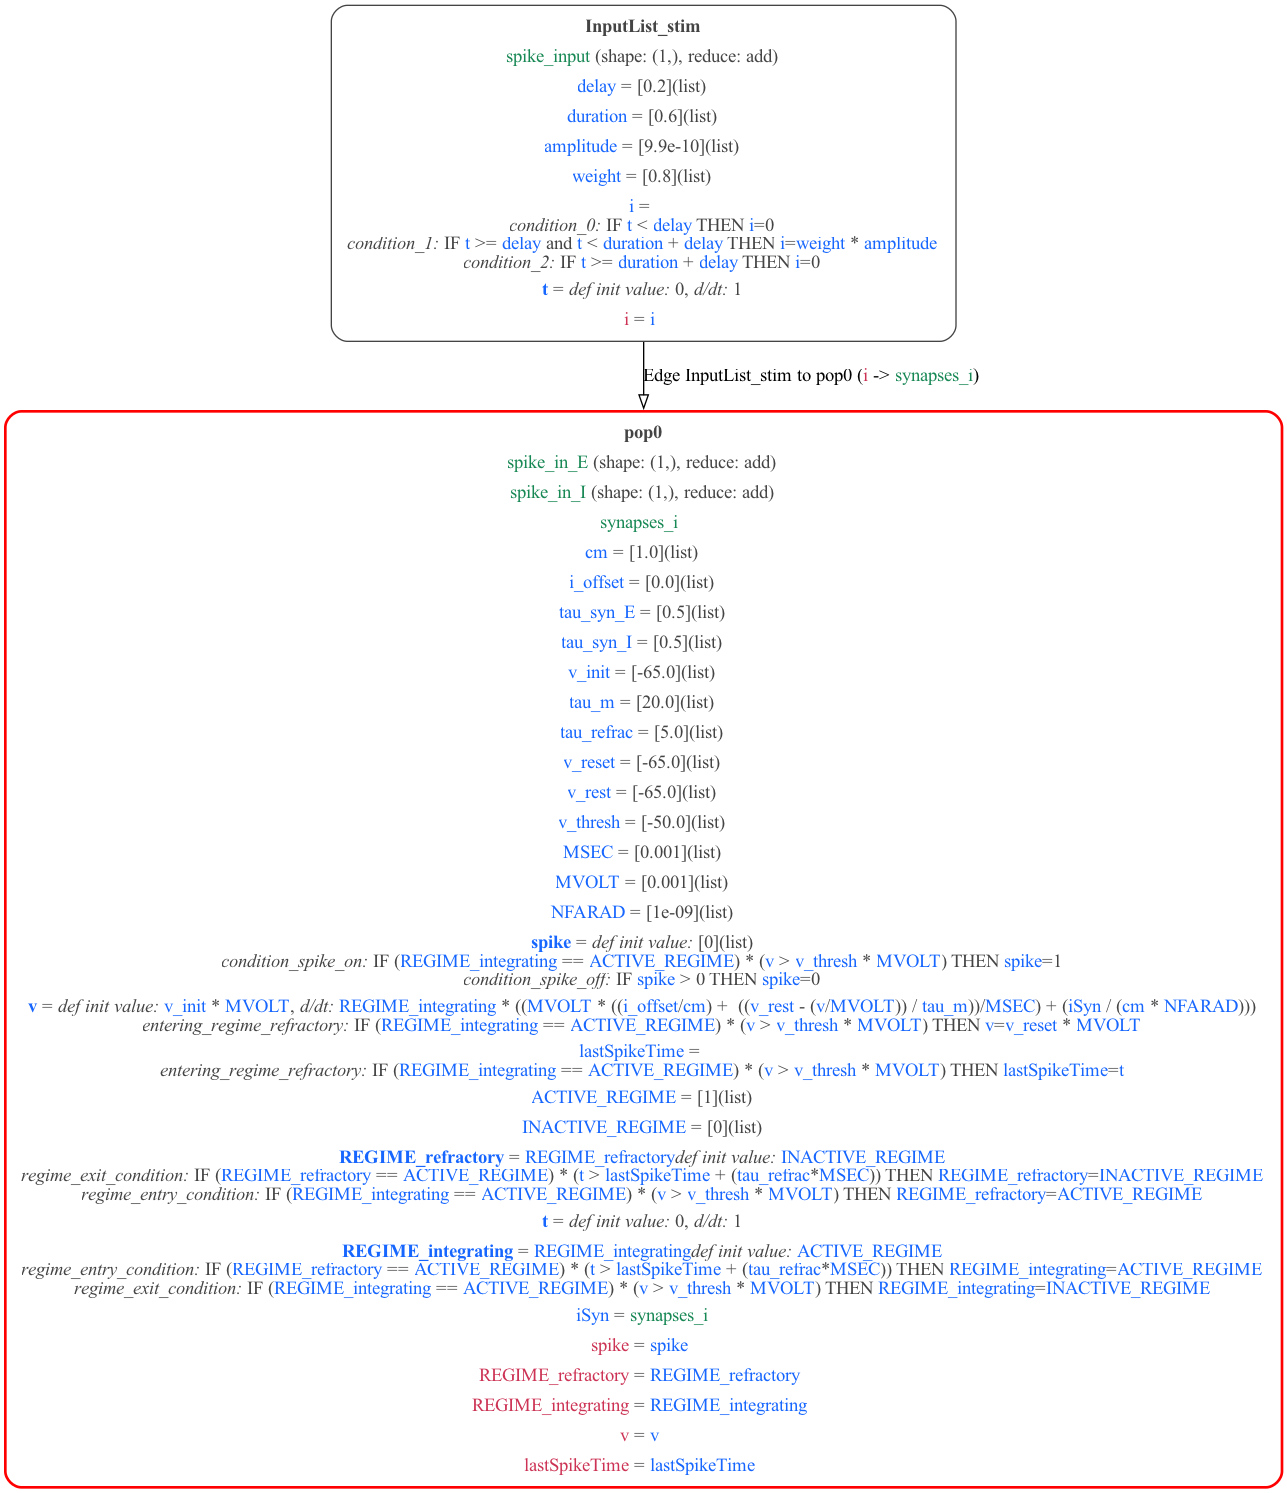 InputList_stim
spike_input (shape: (1,), reduce: add)
delay = [0.2](list)
duration = [0.6](list)
amplitude = [9.9e-10](list)
weight = [0.8](list)
i =
condition_0: IF t < delay THEN i=0
condition_1: IF t >= delay and t < duration + delay THEN i=weight * amplitude
condition_2: IF t >= duration + delay THEN i=0
t = def init value: 0, d/dt: 1
i = i
Edge InputList_stim to pop0 (i -> synapses_i)
pop0
spike_in_E (shape: (1,), reduce: add)
spike_in_I (shape: (1,), reduce: add)
synapses_i
cm = [1.0](list)
i_offset = [0.0](list)
tau_syn_E = [0.5](list)
tau_syn_I = [0.5](list)
v_init = [-65.0](list)
tau_m = [20.0](list)
tau_refrac = [5.0](list)
v_reset = [-65.0](list)
v_rest = [-65.0](list)
v_thresh = [-50.0](list)
MSEC = [0.001](list)
MVOLT = [0.001](list)
NFARAD = [1e-09](list)
spike = def init value: [0](list)
condition_spike_on: IF (REGIME_integrating == ACTIVE_REGIME) * (v > v_thresh * MVOLT) THEN spike=1
condition_spike_off: IF spike > 0 THEN spike=0
v = def init value: v_init * MVOLT, d/dt: REGIME_integrating * ((MVOLT * ((i_offset/cm) +  ((v_rest - (v/MVOLT)) / tau_m))/MSEC) + (iSyn / (cm * NFARAD)))
entering_regime_refractory: IF (REGIME_integrating == ACTIVE_REGIME) * (v > v_thresh * MVOLT) THEN v=v_reset * MVOLT
lastSpikeTime =
entering_regime_refractory: IF (REGIME_integrating == ACTIVE_REGIME) * (v > v_thresh * MVOLT) THEN lastSpikeTime=t
ACTIVE_REGIME = [1](list)
INACTIVE_REGIME = [0](list)
REGIME_refractory = REGIME_refractorydef init value: INACTIVE_REGIME
regime_exit_condition: IF (REGIME_refractory == ACTIVE_REGIME) * (t > lastSpikeTime + (tau_refrac*MSEC)) THEN REGIME_refractory=INACTIVE_REGIME
regime_entry_condition: IF (REGIME_integrating == ACTIVE_REGIME) * (v > v_thresh * MVOLT) THEN REGIME_refractory=ACTIVE_REGIME
t = def init value: 0, d/dt: 1
REGIME_integrating = REGIME_integratingdef init value: ACTIVE_REGIME
regime_entry_condition: IF (REGIME_refractory == ACTIVE_REGIME) * (t > lastSpikeTime + (tau_refrac*MSEC)) THEN REGIME_integrating=ACTIVE_REGIME
regime_exit_condition: IF (REGIME_integrating == ACTIVE_REGIME) * (v > v_thresh * MVOLT) THEN REGIME_integrating=INACTIVE_REGIME
iSyn = synapses_i
spike = spike
REGIME_refractory = REGIME_refractory
REGIME_integrating = REGIME_integrating
v = v
lastSpikeTime = lastSpikeTime